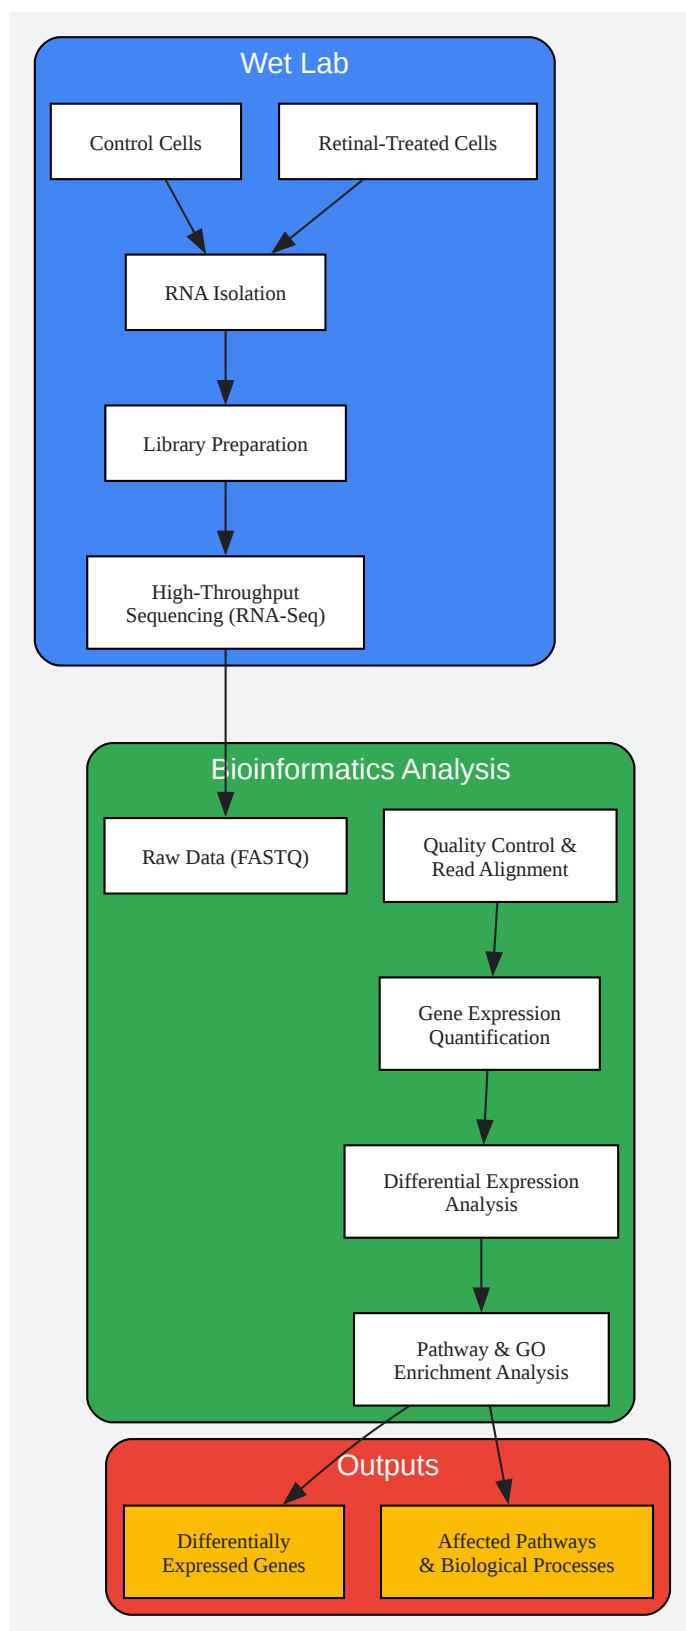 Wet Lab
Control Cells
Retinal-Treated Cells
RNA Isolation
Library Preparation
High-Throughput
Sequencing (RNA-Seq)
Bioinformatics Analysis
Raw Data (FASTQ)
Quality Control &
Read Alignment
Gene Expression
Quantification
Differential Expression
Analysis
Pathway & GO
Enrichment Analysis
Outputs
Differentially
Expressed Genes
Affected Pathways
& Biological Processes